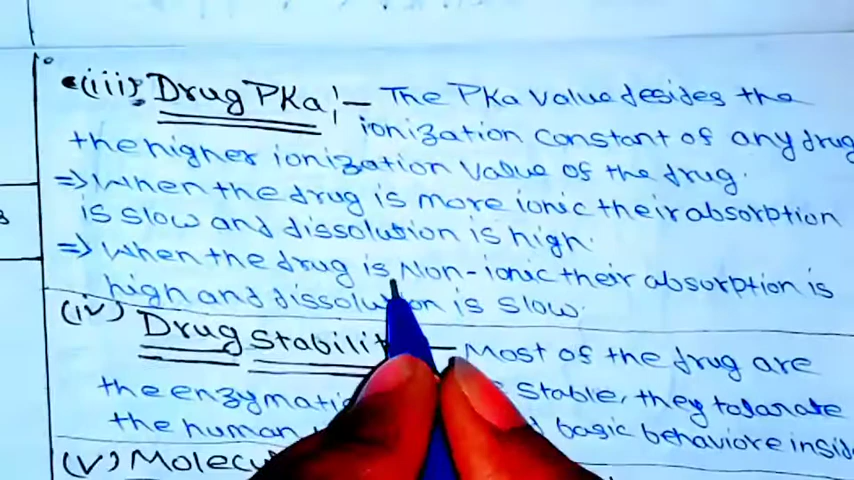 (iii) Drug PKa :- The PKa value desides the
ionization constant of any drug
the higher ionization value of the drug.
=> When the drug is more ionic their absorption
is slow and dissolution is high.
=> When the drug is Non-ionic their absorption is
high and dissolution is slow.
(iv) Drug Stabilit — Most of the drug are
the enzymati stable, they tolarate
the human basic behaviore insid
(v) Molecu